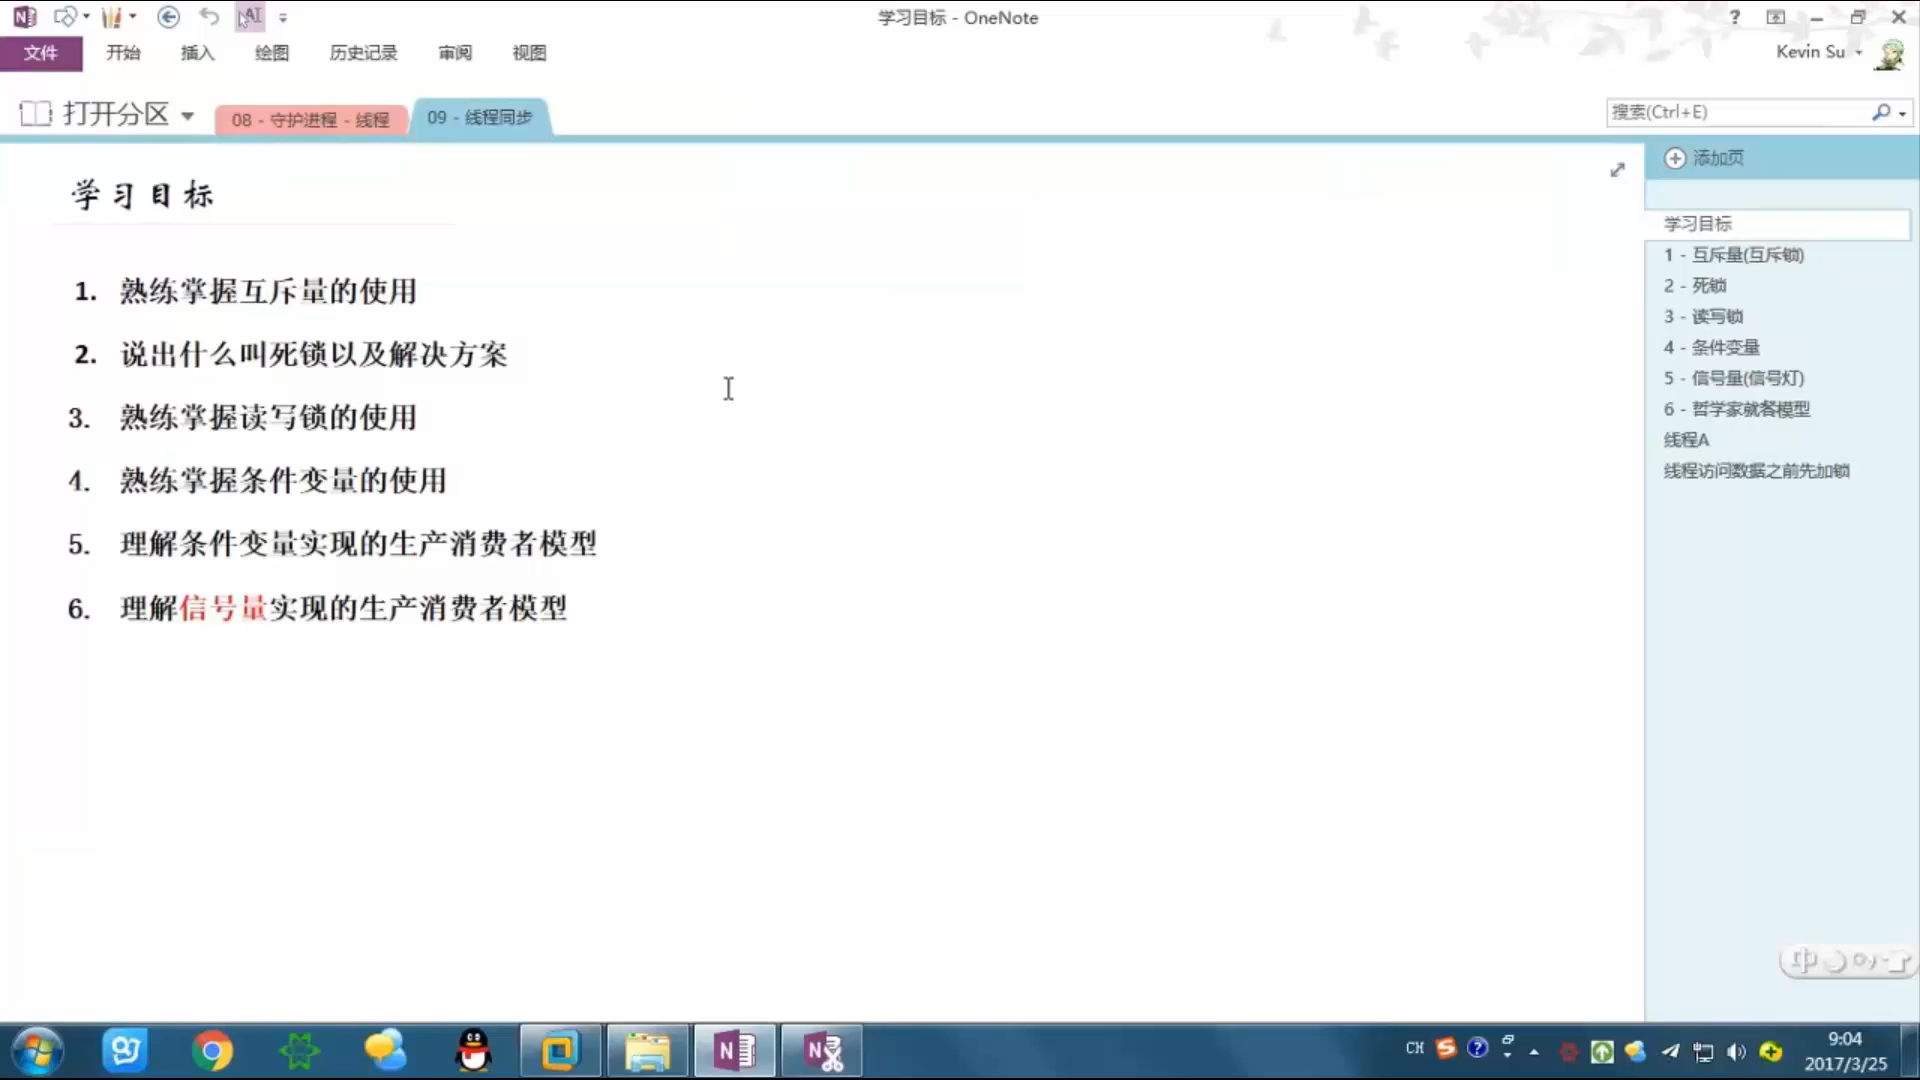 学习目标 - OneNote
文件 开始 插入 绘图 历史记录 审阅 视图
Kevin Su
打开分区 08 - 守护进程 - 线程 09 - 线程同步
搜索(Ctrl+E)
添加页
学习目标
1. 熟练掌握互斥量的使用
2. 说出什么叫死锁以及解决方案
3. 熟练掌握读写锁的使用
4. 熟练掌握条件变量的使用
5. 理解条件变量实现的生产消费者模型
6. 理解信号量实现的生产消费者模型
学习目标
1 - 互斥量(互斥锁)
2 - 死锁
3 - 读写锁
4 - 条件变量
5 - 信号量(信号灯)
6 - 哲学家就餐模型
线程A
线程访问数据之前先加锁
中
CH
9:04
2017/3/25